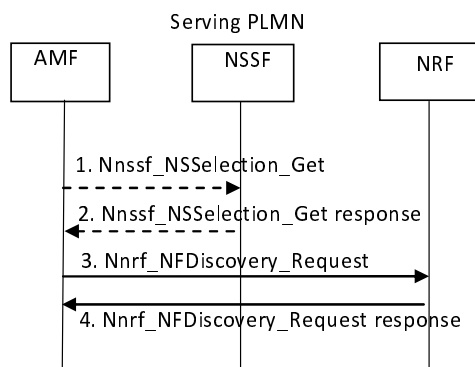 Serving PLMN
AMF
NSSF
NRF
1. Nnssf_NSSelection_Get
2. Nnssf_NSSelection_Get response
3. Nnrf_NFDiscovery_Request
4. Nnrf_NFDiscovery_Request response